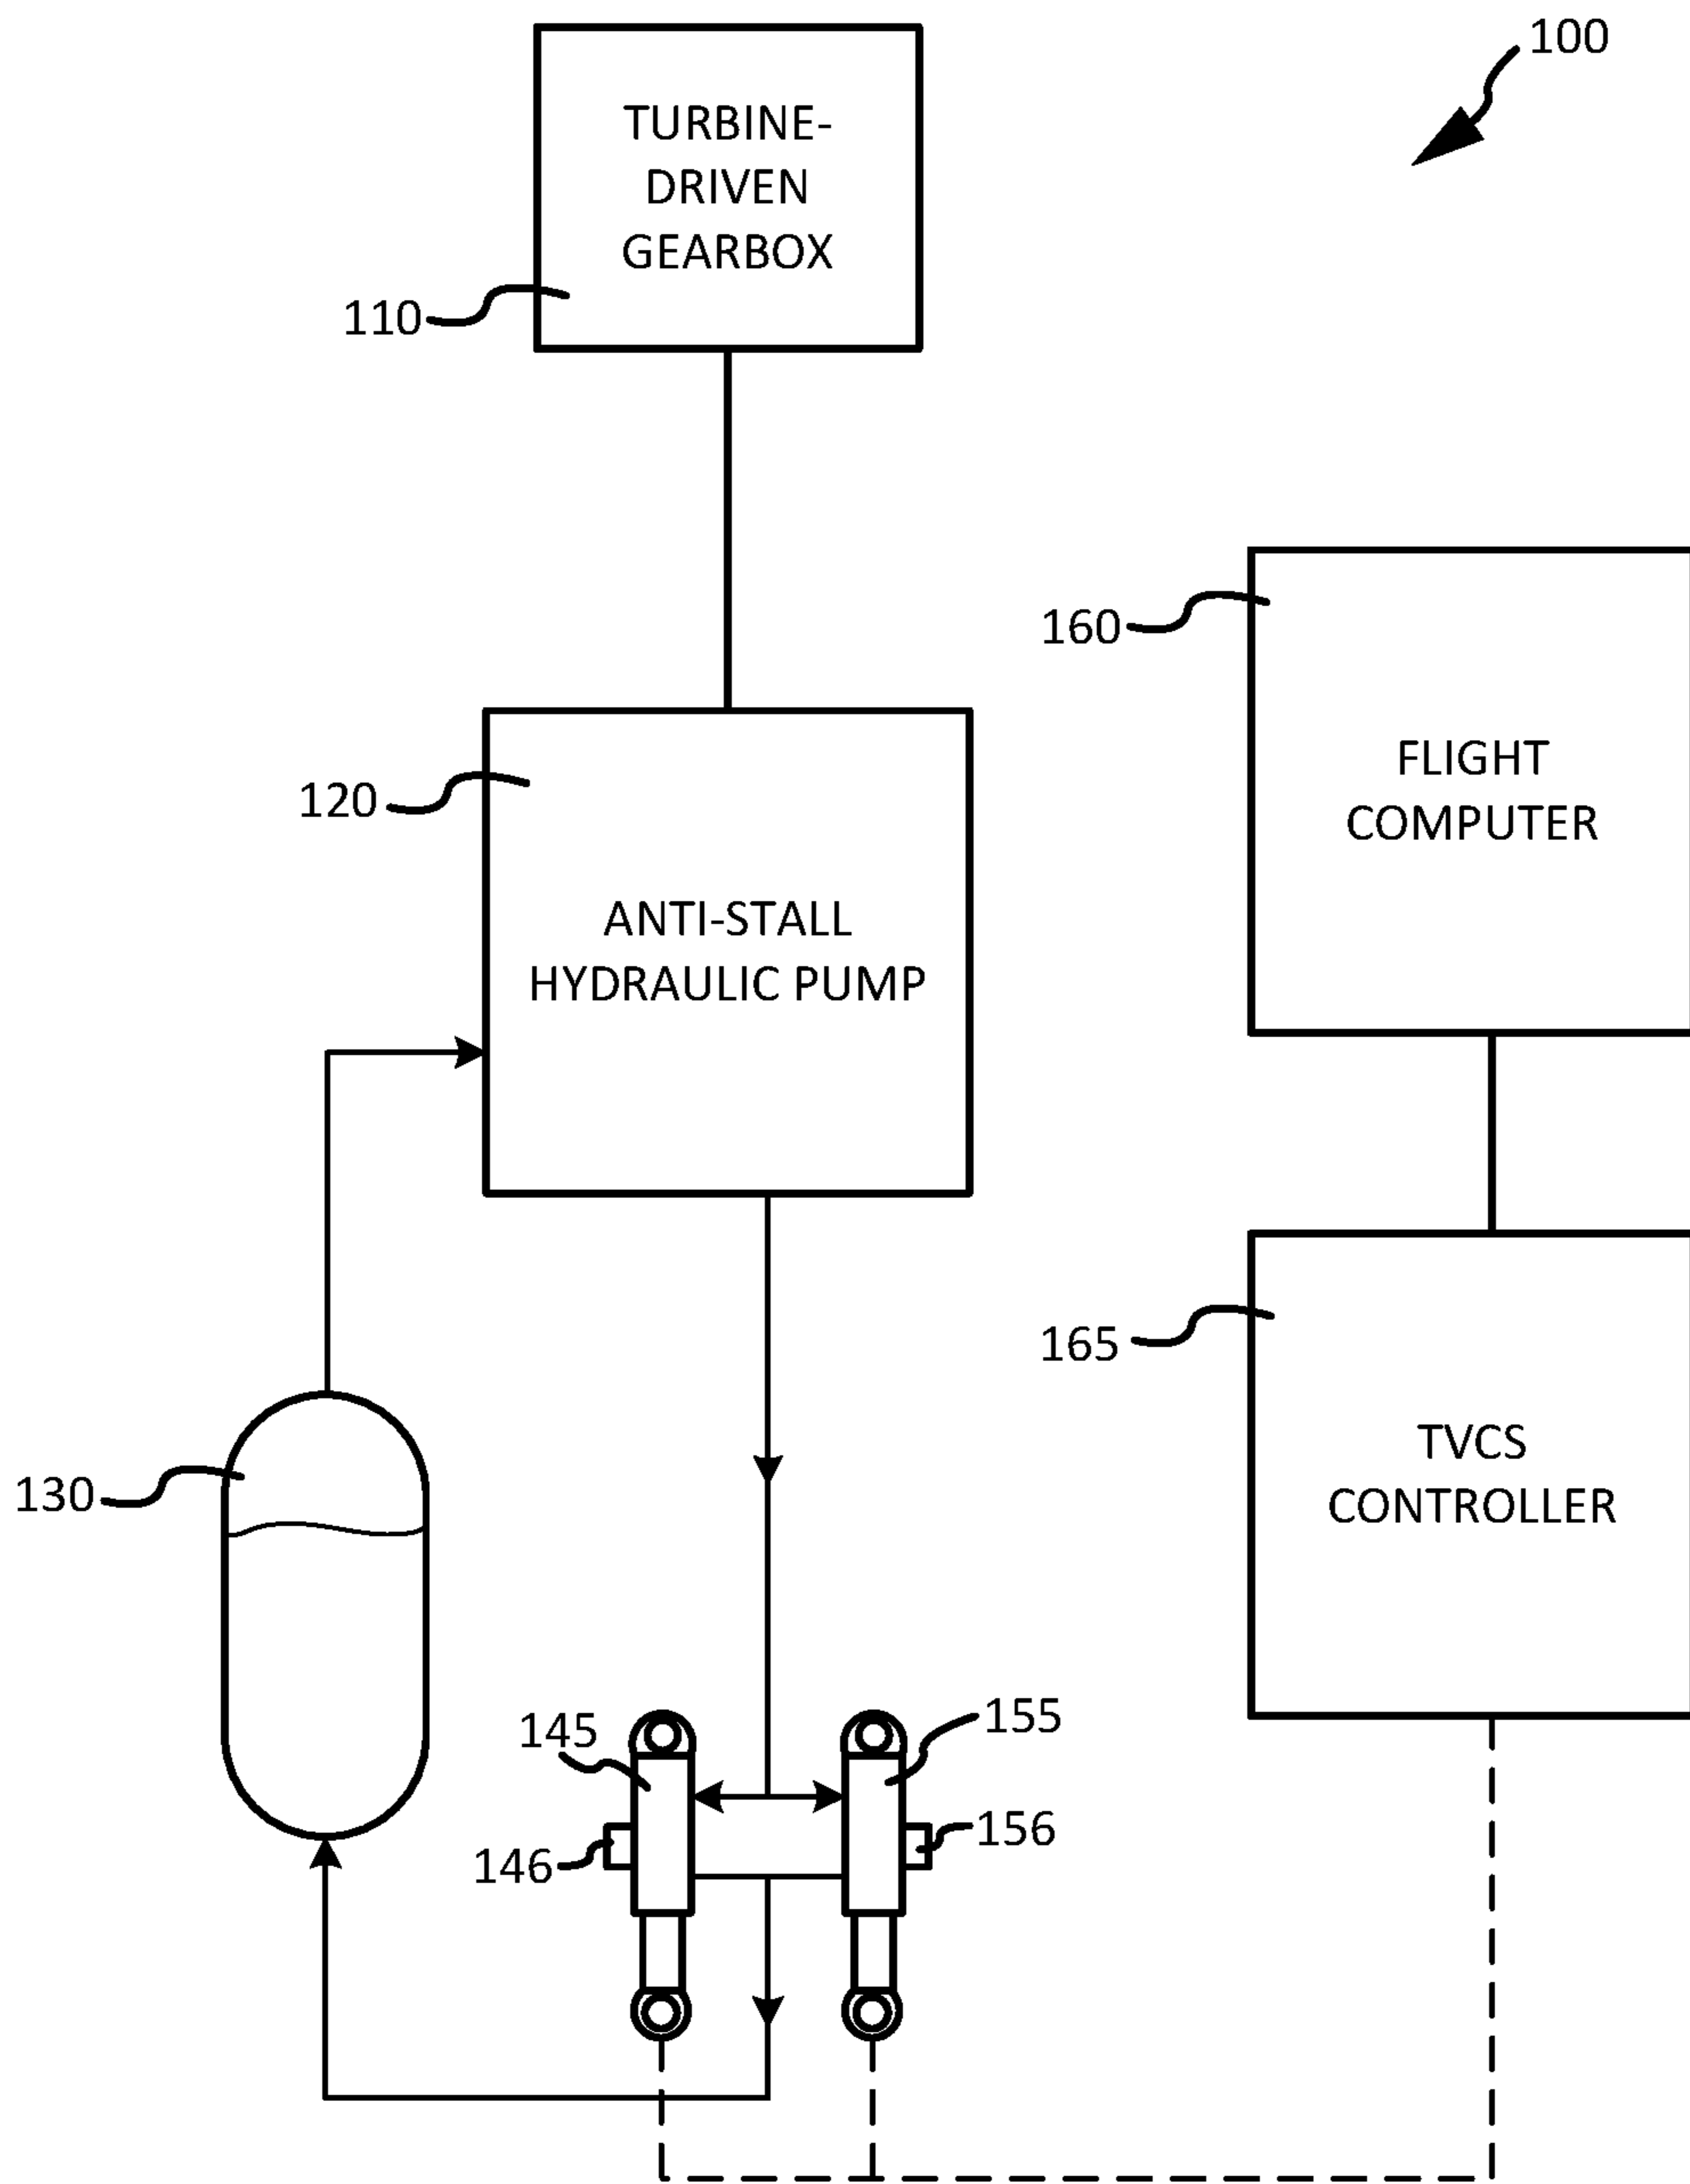 100
TURBINE-
DRIVEN
GEARBOX
110
160
FLIGHT
COMPUTER
120
ANTI-STALL
HYDRAULIC PUMP
165
TVCS
CONTROLLER
130
145
155
146
156